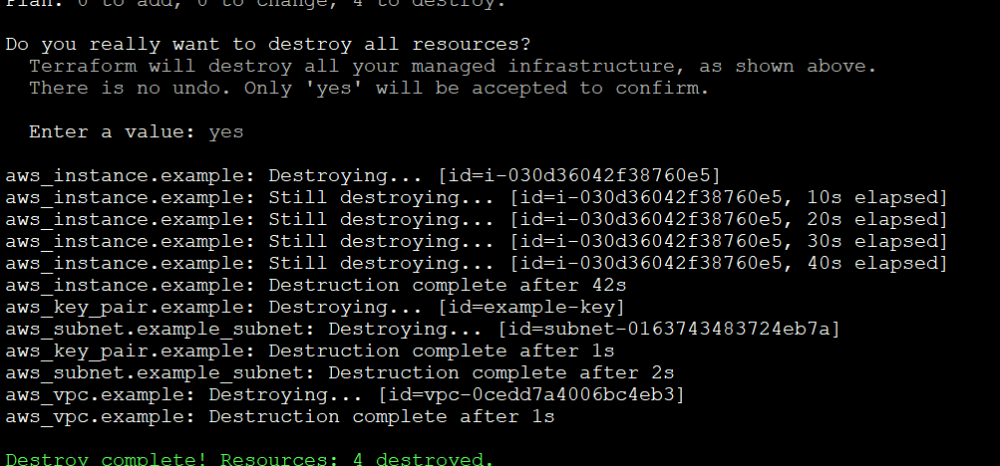 Plan: 0 to add, 0 to change, 4 to destroy.
Do you really want to destroy all resources?
Terraform will destroy all your managed infrastructure, as shown above.
There is no undo. Only 'yes' will be accepted to confirm.
Enter a value: yes
aws_instance.example: Destroying... [id=i-030d36042f38760e5]
aws_instance.example: Still destroying... [id=i-030d36042f38760e5, 10s elapsed]
aws_instance.example: Still destroying... [id=i-030d36042f38760e5, 20s elapsed]
aws_instance.example: Still destroying... [id=i-030d36042f38760e5, 30s elapsed]
aws_instance.example: Still destroying... [id=i-030d36042f38760e5, 40s elapsed]
aws_instance.example: Destruction complete after 42s
aws_key_pair.example: Destroying... [id=example-key]
aws_subnet.example_subnet: Destroying... [id=subnet-0163743483724eb7a]
aws_key_pair.example: Destruction complete after 1s
aws_subnet.example_subnet: Destruction complete after 2s
aws_vpc.example: Destroying... [id=vpc-0cedd7a4006bc4eb3]
aws_vpc.example: Destruction complete after 1s
Destroy complete! Resources: 4 destroyed.